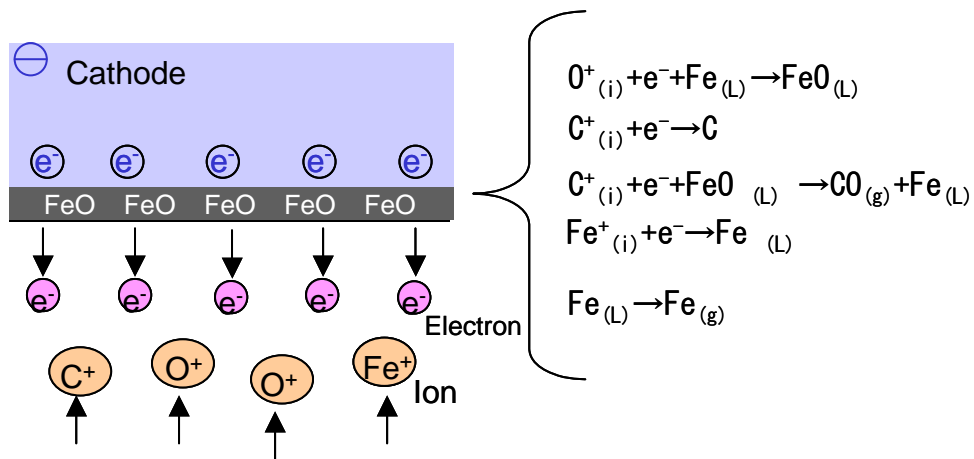 ⊖
Cathode
e⁻ e⁻ e⁻ e⁻ e⁻
FeO FeO FeO FeO FeO
e⁻ e⁻ e⁻ e⁻ e⁻
Electron
C⁺ O⁺ O⁺ Fe⁺
Ion
O⁺₍ᵢ₎+e⁻+Fe₍L₎→FeO₍L₎
C⁺₍ᵢ₎+e⁻→C
C⁺₍ᵢ₎+e⁻+FeO ₍L₎ →CO₍g₎+Fe₍L₎
Fe⁺₍ᵢ₎+e⁻→Fe ₍L₎
Fe₍L₎→Fe₍g₎